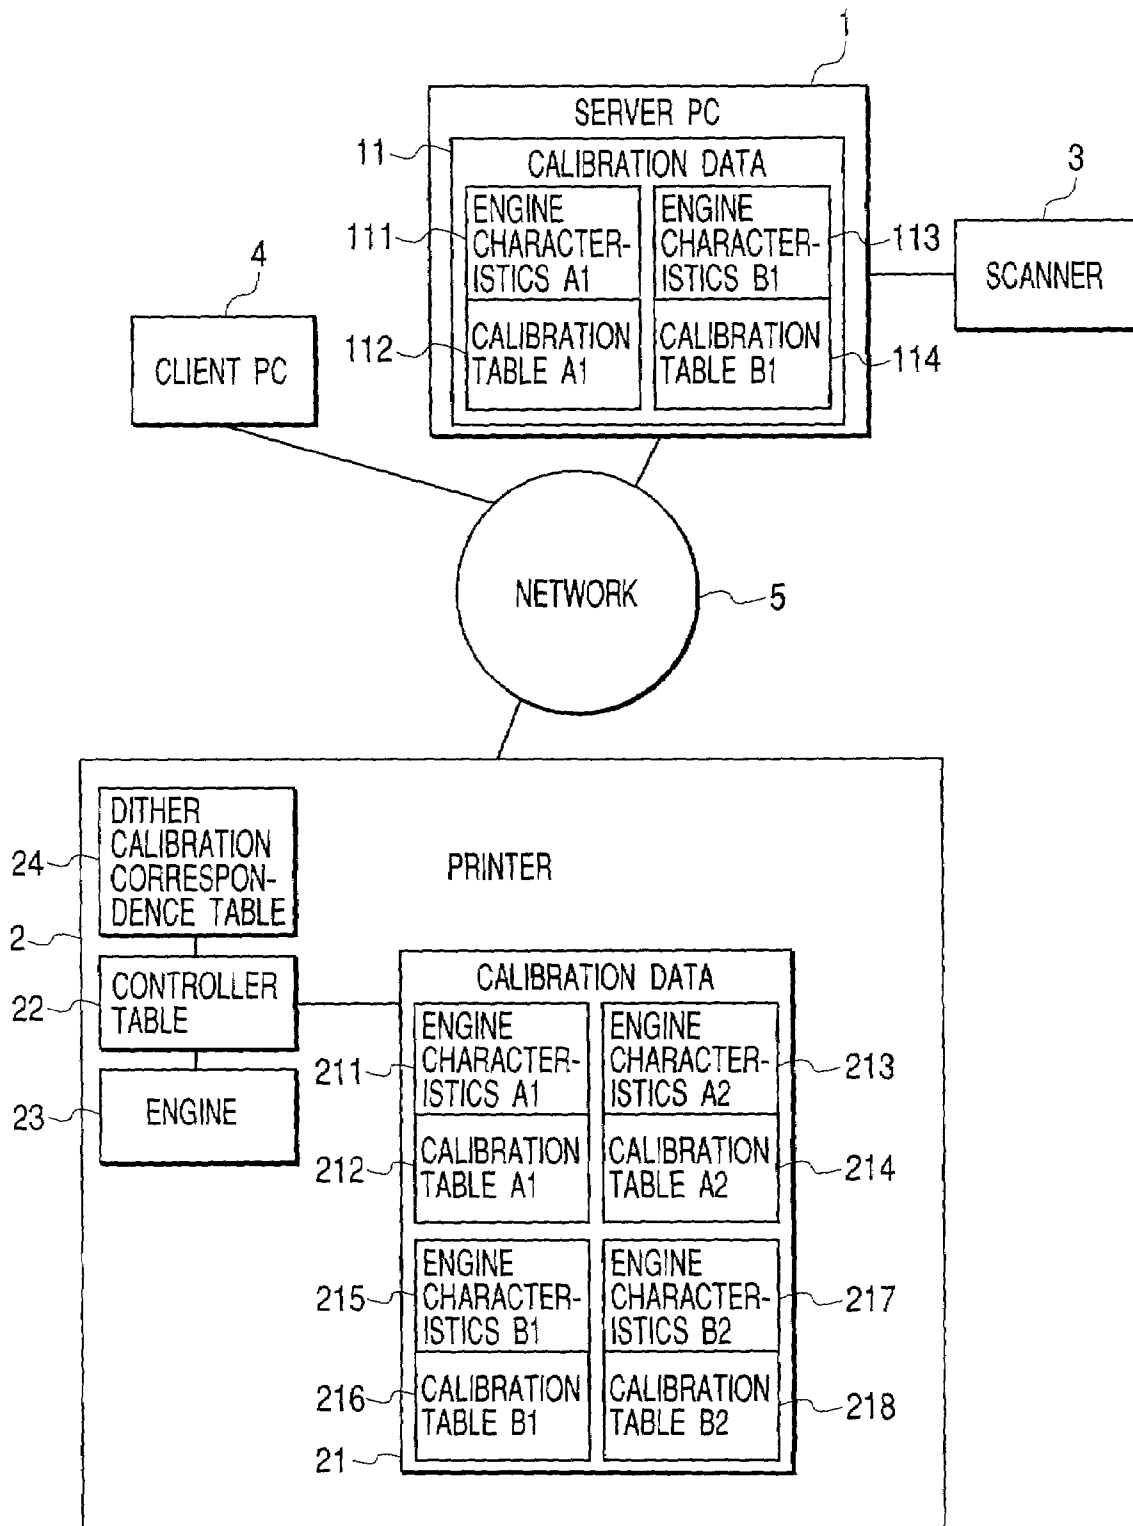 1
SERVER PC
11
CALIBRATION DATA
3
ENGINE
CHARACTER-
ISTICS A1
111
ENGINE
CHARACTER-
ISTICS B1
113
SCANNER
4
CLIENT PC
112
CALIBRATION
TABLE A1
CALIBRATION
TABLE B1
114
NETWORK
5
DITHER
CALIBRATION
CORRESPON-
DENCE TABLE
24
PRINTER
2
CONTROLLER
TABLE
22
CALIBRATION DATA
ENGINE
CHARACTER-
ISTICS A1
211
ENGINE
CHARACTER-
ISTICS A2
213
ENGINE
23
212
CALIBRATION
TABLE A1
CALIBRATION
TABLE A2
214
215
ENGINE
CHARACTER-
ISTICS B1
ENGINE
CHARACTER-
ISTICS B2
217
216
CALIBRATION
TABLE B1
CALIBRATION
TABLE B2
218
21